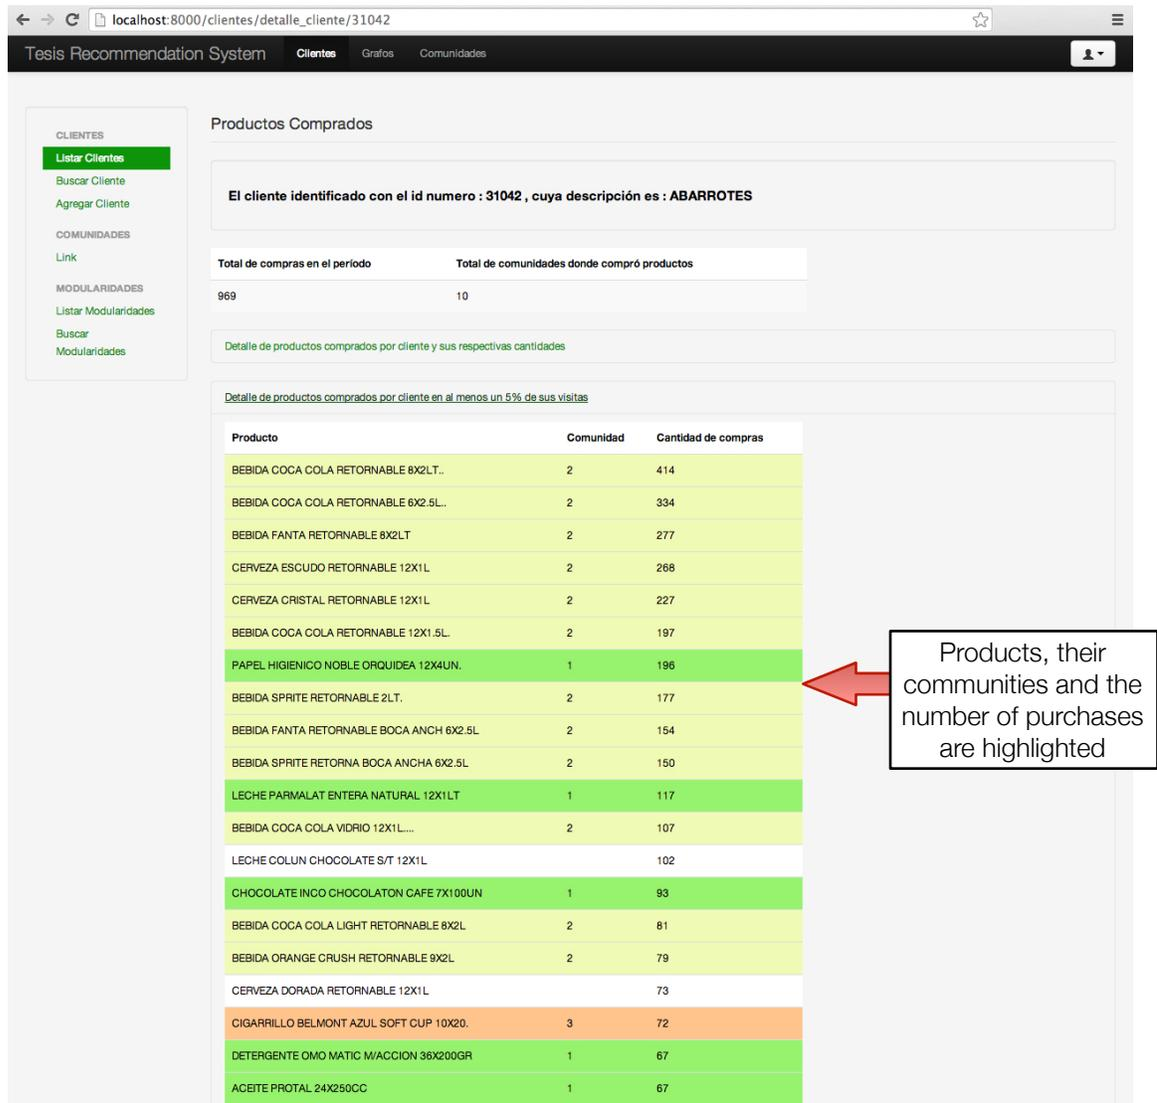 localhost:8000/clientes/detalle_cliente/31042
Tesis Recommendation System Clientes Grafos Comunidades
CLIENTES
Listar Clientes
Buscar Cliente
Agregar Cliente
COMUNIDADES
Link
MODULARIDADES
Listar Modularidades
Buscar
Modularidades
Productos Comprados
El cliente identificado con el id numero : 31042 , cuya descripción es : ABARROTES
Total de compras en el período Total de comunidades donde compró productos
969 10
Detalle de productos comprados por cliente y sus respectivas cantidades
Detalle de productos comprados por cliente en al menos un 5% de sus visitas
Producto Comunidad Cantidad de compras
BEBIDA COCA COLA RETORNABLE 8X2LT.. 2 414
BEBIDA COCA COLA RETORNABLE 6X2.5L.. 2 334
BEBIDA FANTA RETORNABLE 8X2LT 2 277
CERVEZA ESCUDO RETORNABLE 12X1L 2 268
CERVEZA CRISTAL RETORNABLE 12X1L 2 227
BEBIDA COCA COLA RETORNABLE 12X1.5L. 2 197
PAPEL HIGIENICO NOBLE ORQUIDEA 12X4UN. 1 196
BEBIDA SPRITE RETORNABLE 2LT. 2 177
BEBIDA FANTA RETORNABLE BOCA ANCH 6X2.5L 2 154
BEBIDA SPRITE RETORNA BOCA ANCHA 6X2.5L 2 150
LECHE PARMALAT ENTERA NATURAL 12X1LT 1 117
BEBIDA COCA COLA VIDRIO 12X1L.... 2 107
LECHE COLUN CHOCOLATE S/T 12X1L 102
CHOCOLATE INCO CHOCOLATON CAFE 7X100UN 1 93
BEBIDA COCA COLA LIGHT RETORNABLE 8X2L 2 81
BEBIDA ORANGE CRUSH RETORNABLE 9X2L 2 79
CERVEZA DORADA RETORNABLE 12X1L 73
CIGARRILLO BELMONT AZUL SOFT CUP 10X20. 3 72
DETERGENTE OMO MATIC M/ACCION 36X200GR 1 67
ACEITE PROTAL 24X250CC 1 67
Products, their
communities and the
number of purchases
are highlighted